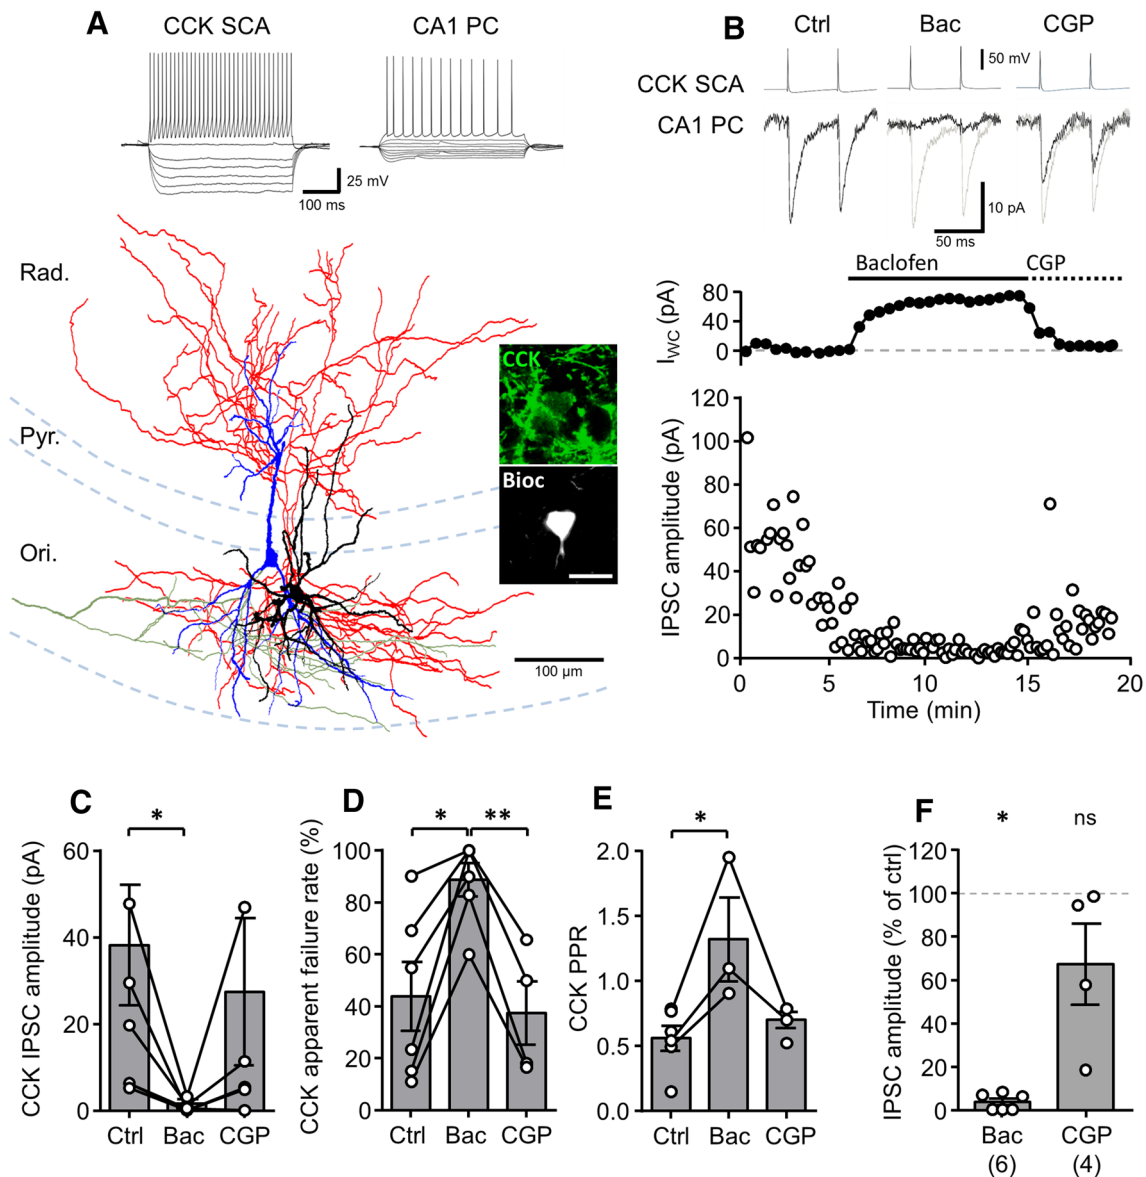 A
CCK SCA
CA1 PC
25 mV
100 ms
Rad.
Pyr.
Ori.
CCK
Bioc
100 µm
B
Ctrl
Bac
CGP
50 mV
CCK SCA
CA1 PC
10 pA
50 ms
Baclofen
CGP
IWC (pA)
80
40
0
IPSC amplitude (pA)
120
100
80
60
40
20
0
0
5
10
15
20
Time (min)
C
*
CCK IPSC amplitude (pA)
60
40
20
0
Ctrl
Bac
CGP
D
*
**
CCK apparent failure rate (%)
100
80
60
40
20
0
Ctrl
Bac
CGP
E
*
CCK PPR
2.0
1.5
1.0
0.5
0.0
Ctrl
Bac
CGP
F
*
ns
IPSC amplitude (% of ctrl)
120
100
80
60
40
20
0
Bac
(6)
CGP
(4)